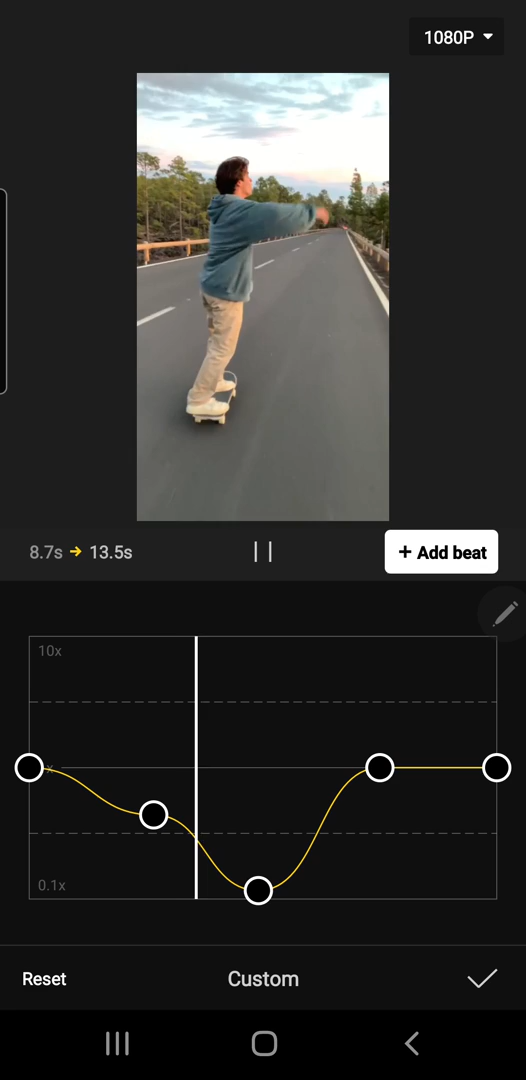 1080P
8.7s → 13.5s
+ Add beat
10x
x
0.1x
Reset
Custom